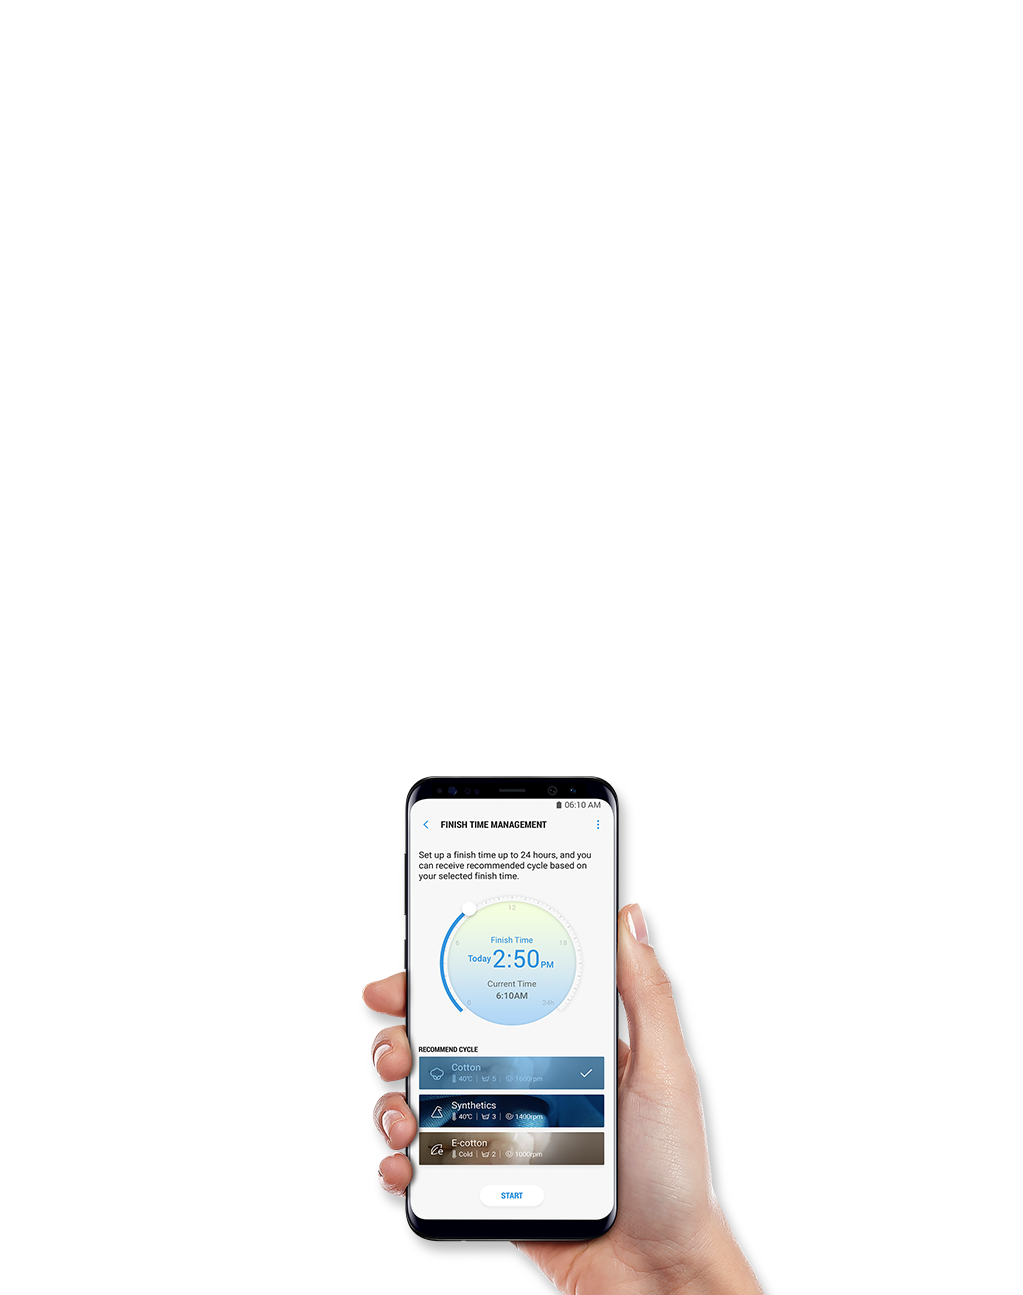 06:10 AM
FINISH TIME MANAGEMENT
Set up a finish time up to 24 hours, and you
can receive recommended cycle based on
your selected finish time.
12
6
18
Finish Time
Today 2:50 PM
Current Time
6:10AM
0
24h
RECOMMEND CYCLE
Cotton
40℃ | 5 | 1600rpm
Synthetics
40℃ | 3 | 1400rpm
E-cotton
Cold | 2 | 1000rpm
START